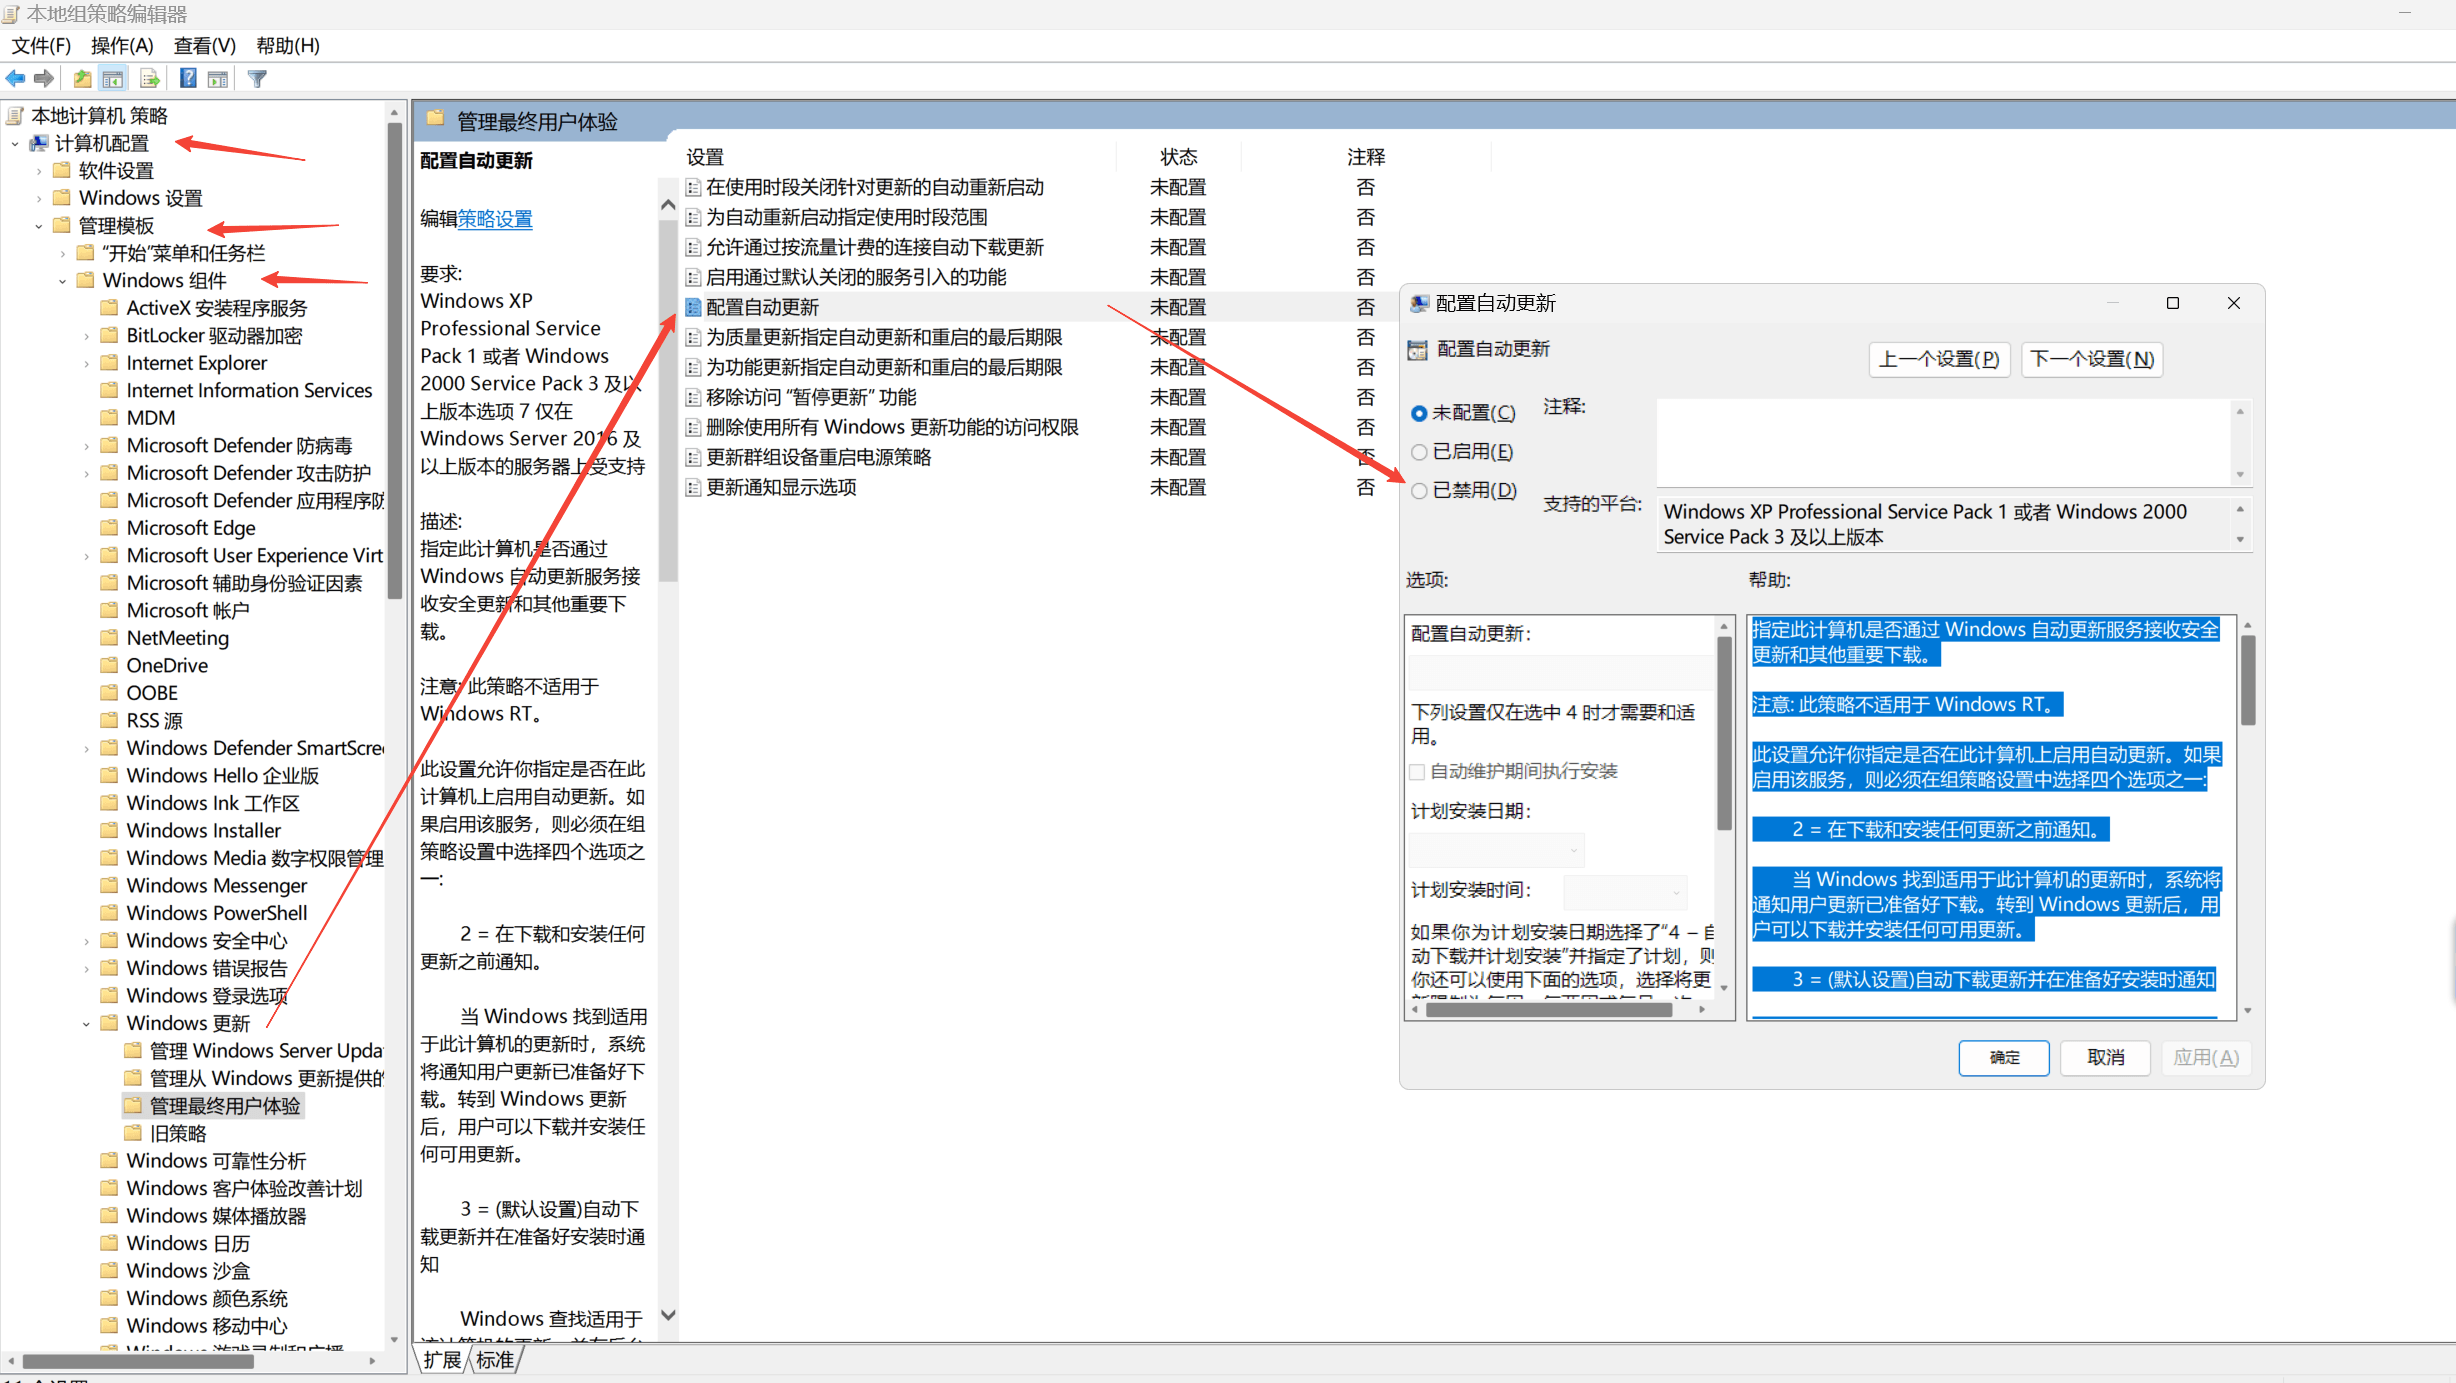 本地组策略编辑器
文件(F) 操作(A) 查看(V) 帮助(H)
本地计算机 策略
计算机配置
软件设置
Windows 设置
管理模板
“开始”菜单和任务栏
Windows 组件
ActiveX 安装程序服务
BitLocker 驱动器加密
Internet Explorer
Internet Information Services
MDM
Microsoft Defender 防病毒
Microsoft Defender 攻击防护
Microsoft Defender 应用程序防
Microsoft Edge
Microsoft User Experience Virt
Microsoft 辅助身份验证因素
Microsoft 帐户
NetMeeting
OneDrive
OOBE
RSS 源
Windows Defender SmartScre
Windows Hello 企业版
Windows Ink 工作区
Windows Installer
Windows Media 数字权限管理
Windows Messenger
Windows PowerShell
Windows 安全中心
Windows 错误报告
Windows 登录选项
Windows 更新
管理 Windows Server Upda
管理从 Windows 更新提供的
管理最终用户体验
旧策略
Windows 可靠性分析
Windows 客户体验改善计划
Windows 媒体播放器
Windows 日历
Windows 沙盒
Windows 颜色系统
Windows 移动中心
管理最终用户体验
配置自动更新
编辑策略设置
要求:
Windows XP
Professional Service
Pack 1 或者 Windows
2000 Service Pack 3 及以
上版本选项 7 仅在
Windows Server 2016 及
以上版本的服务器上受支持
描述:
指定此计算机是否通过
Windows 自动更新服务接
收安全更新和其他重要下
载。
注意: 此策略不适用于
Windows RT。
此设置允许你指定是否在此
计算机上启用自动更新。如
果启用该服务，则必须在组
策略设置中选择四个选项之
一:
2 = 在下载和安装任何
更新之前通知。
当 Windows 找到适用
于此计算机的更新时，系统
将通知用户更新已准备好下
载。转到 Windows 更新
后，用户可以下载并安装任
何可用更新。
3 = (默认设置)自动下
载更新并在准备好安装时通
知
Windows 查找适用于
扩展 标准
设置 状态 注释
在使用时段关闭针对更新的自动重新启动 未配置 否
为自动重新启动指定使用时段范围 未配置 否
允许通过按流量计费的连接自动下载更新 未配置 否
启用通过默认关闭的服务引入的功能 未配置 否
配置自动更新 未配置 否
为质量更新指定自动更新和重启的最后期限 未配置 否
为功能更新指定自动更新和重启的最后期限 未配置 否
移除访问 “暂停更新” 功能 未配置 否
删除使用所有 Windows 更新功能的访问权限 未配置 否
更新群组设备重启电源策略 未配置 否
更新通知显示选项 未配置 否
配置自动更新
配置自动更新
上一个设置(P) 下一个设置(N)
未配置(C) 注释:
已启用(E)
已禁用(D)
支持的平台:
Windows XP Professional Service Pack 1 或者 Windows 2000
Service Pack 3 及以上版本
选项: 帮助:
配置自动更新:
下列设置仅在选中 4 时才需要和适
用。
自动维护期间执行安装
计划安装日期:
计划安装时间:
如果你为计划安装日期选择了“4 – 自
动下载并计划安装”并指定了计划，则
你还可以使用下面的选项，选择将更
指定此计算机是否通过 Windows 自动更新服务接收安全
更新和其他重要下载。
注意: 此策略不适用于 Windows RT。
此设置允许你指定是否在此计算机上启用自动更新。如果
启用该服务，则必须在组策略设置中选择四个选项之一:
2 = 在下载和安装任何更新之前通知。
当 Windows 找到适用于此计算机的更新时，系统将
通知用户更新已准备好下载。转到 Windows 更新后，用
户可以下载并安装任何可用更新。
3 = (默认设置)自动下载更新并在准备好安装时通知
确定 取消 应用(A)